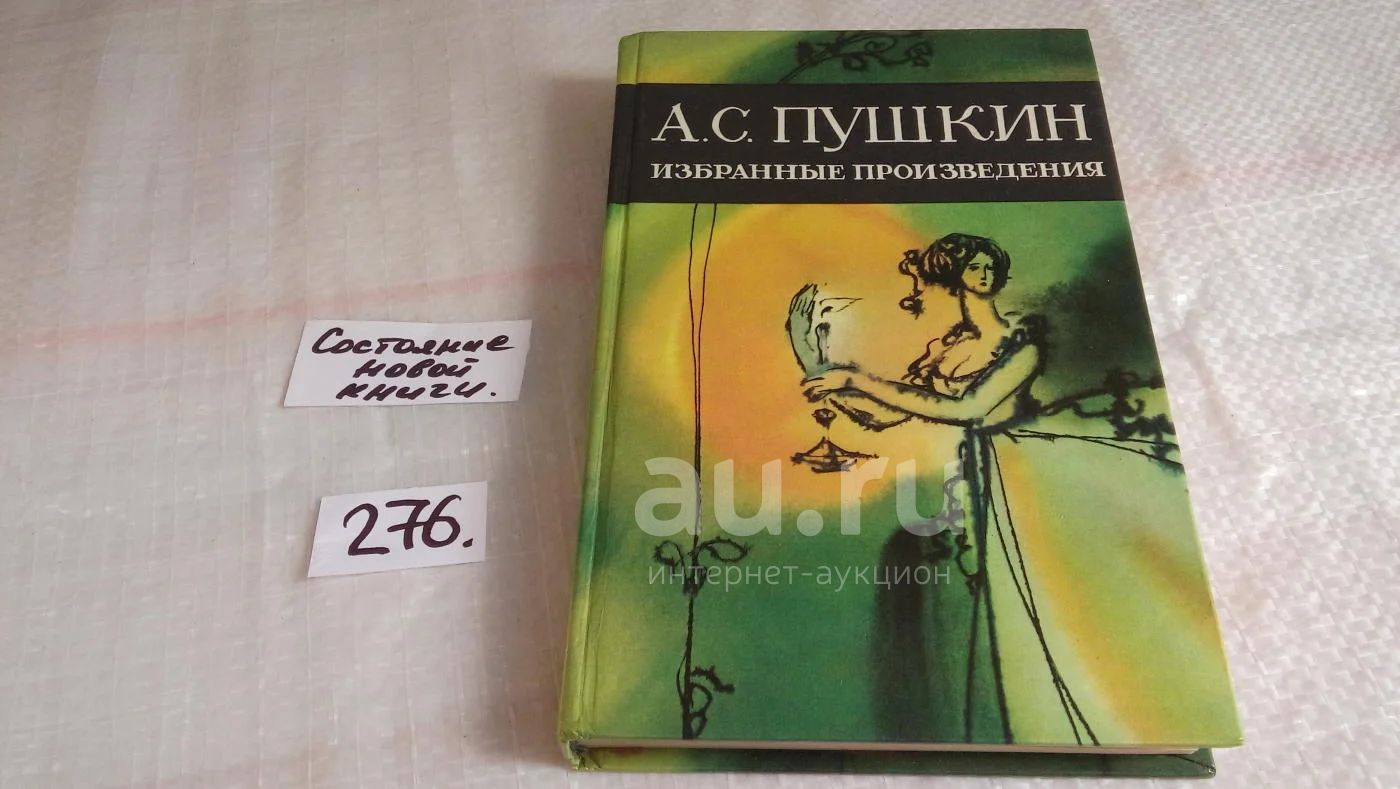 А.С. ПУШКИН
ИЗБРАННЫЕ ПРОИЗВЕДЕНИЯ
Состояние
новой
книги.
276.
au.ru
интернет-аукцион